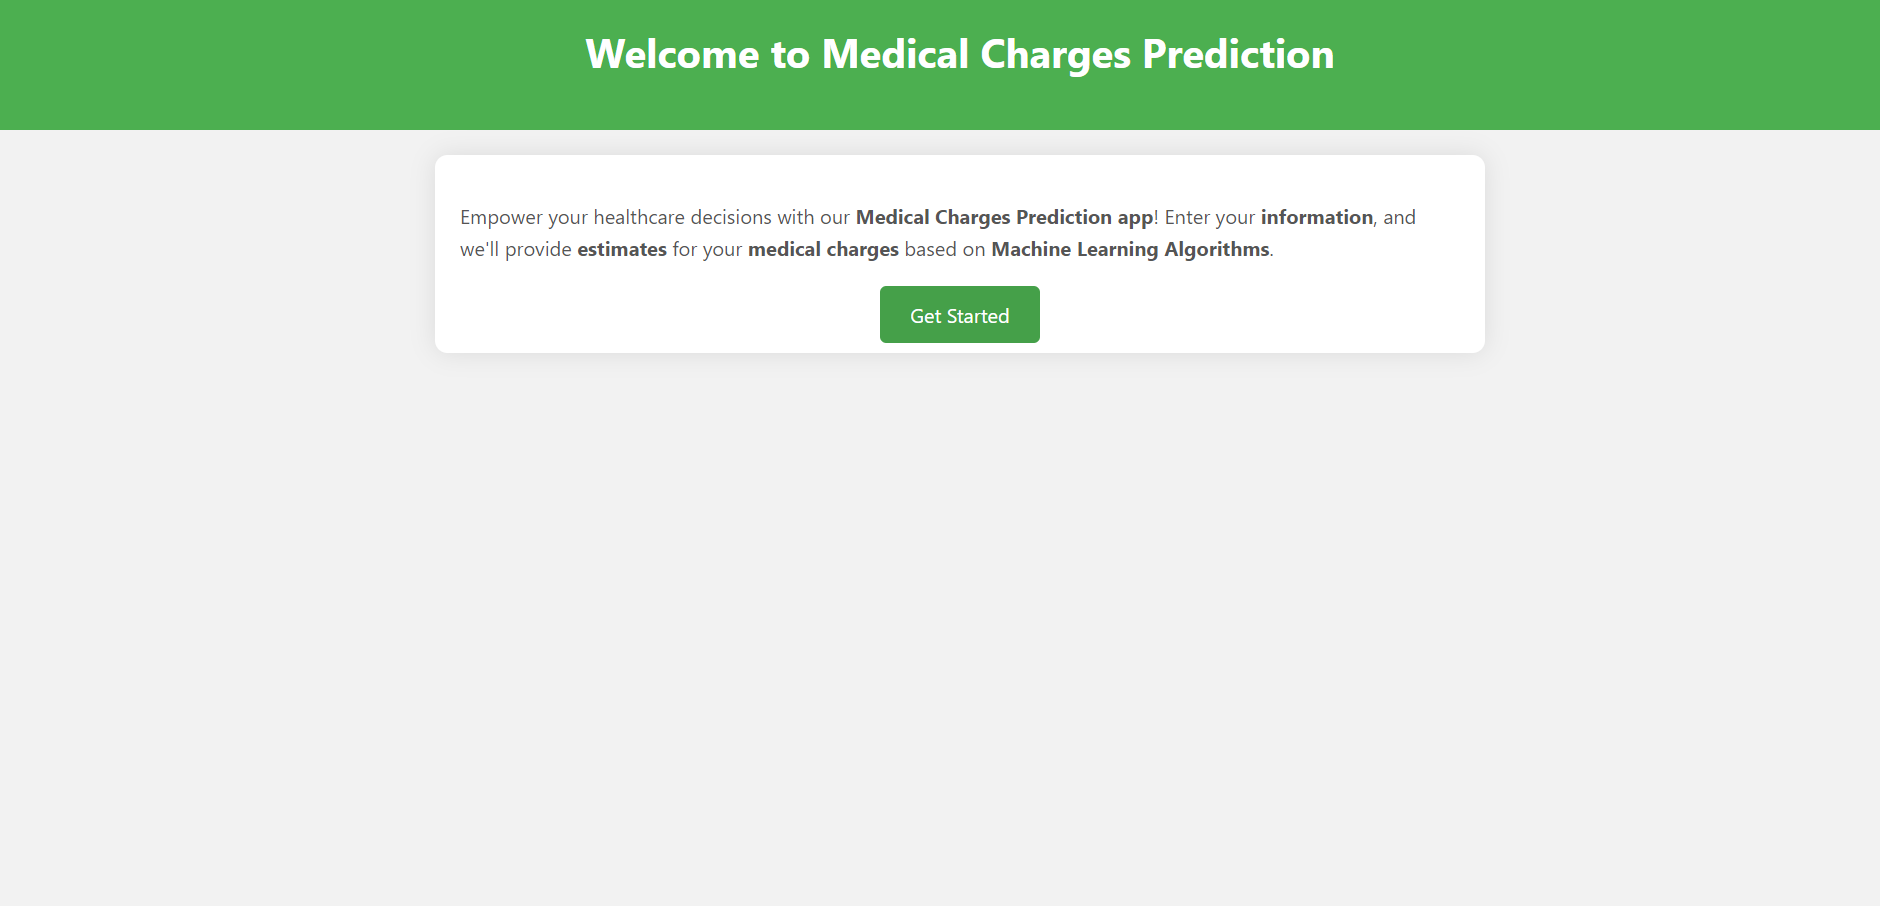 Welcome to Medical Charges Prediction
Empower your healthcare decisions with our Medical Charges Prediction app! Enter your information, and
we'll provide estimates for your medical charges based on Machine Learning Algorithms.
Get Started